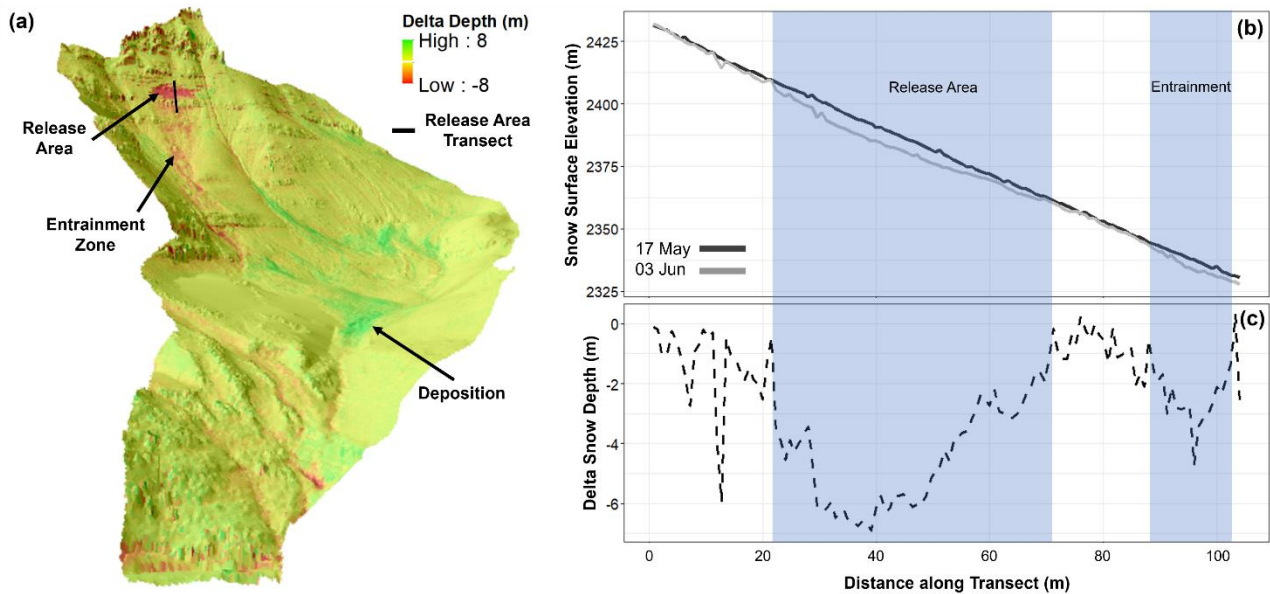 (a)
Delta Depth (m)
High : 8
Low : -8
Release Area
Transect
Release
Area
Entrainment
Zone
Deposition
(b)
Snow Surface Elevation (m)
2425
2400
2375
2350
2325
Release Area
Entrainment
17 May
03 Jun
(c)
Delta Snow Depth (m)
0
-2
-4
-6
0
20
40
60
80
100
Distance along Transect (m)